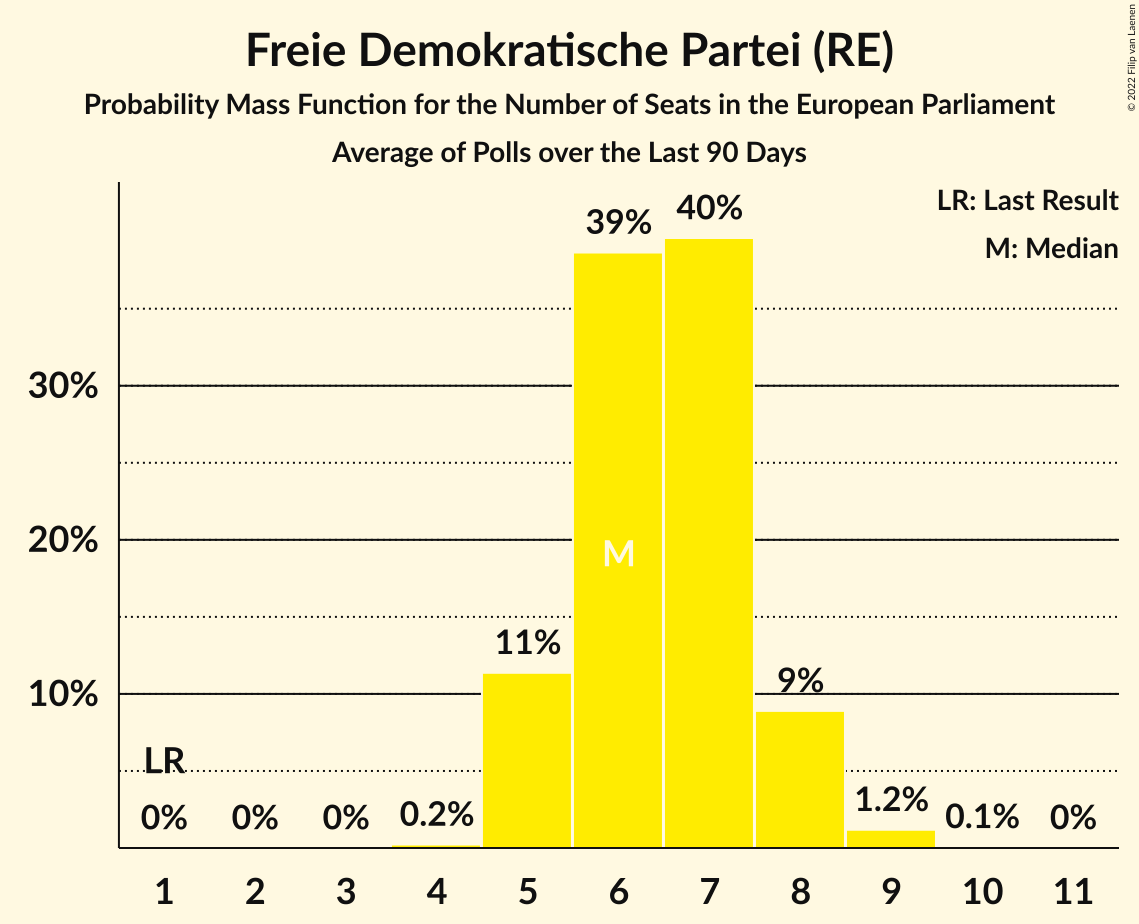 Freie Demokratische Partei (RE)
Probability Mass Function for the Number of Seats in the European Parliament
Average of Polls over the Last 90 Days
© 2022 Filip van Laenen
LR: Last Result
M: Median
39%
40%
30%
20%
M
11%
9%
10%
LR
0%
0%
0%
0.2%
1.2%
0.1%
0%
1 2 3 4 5 6 7 8 9 10 11